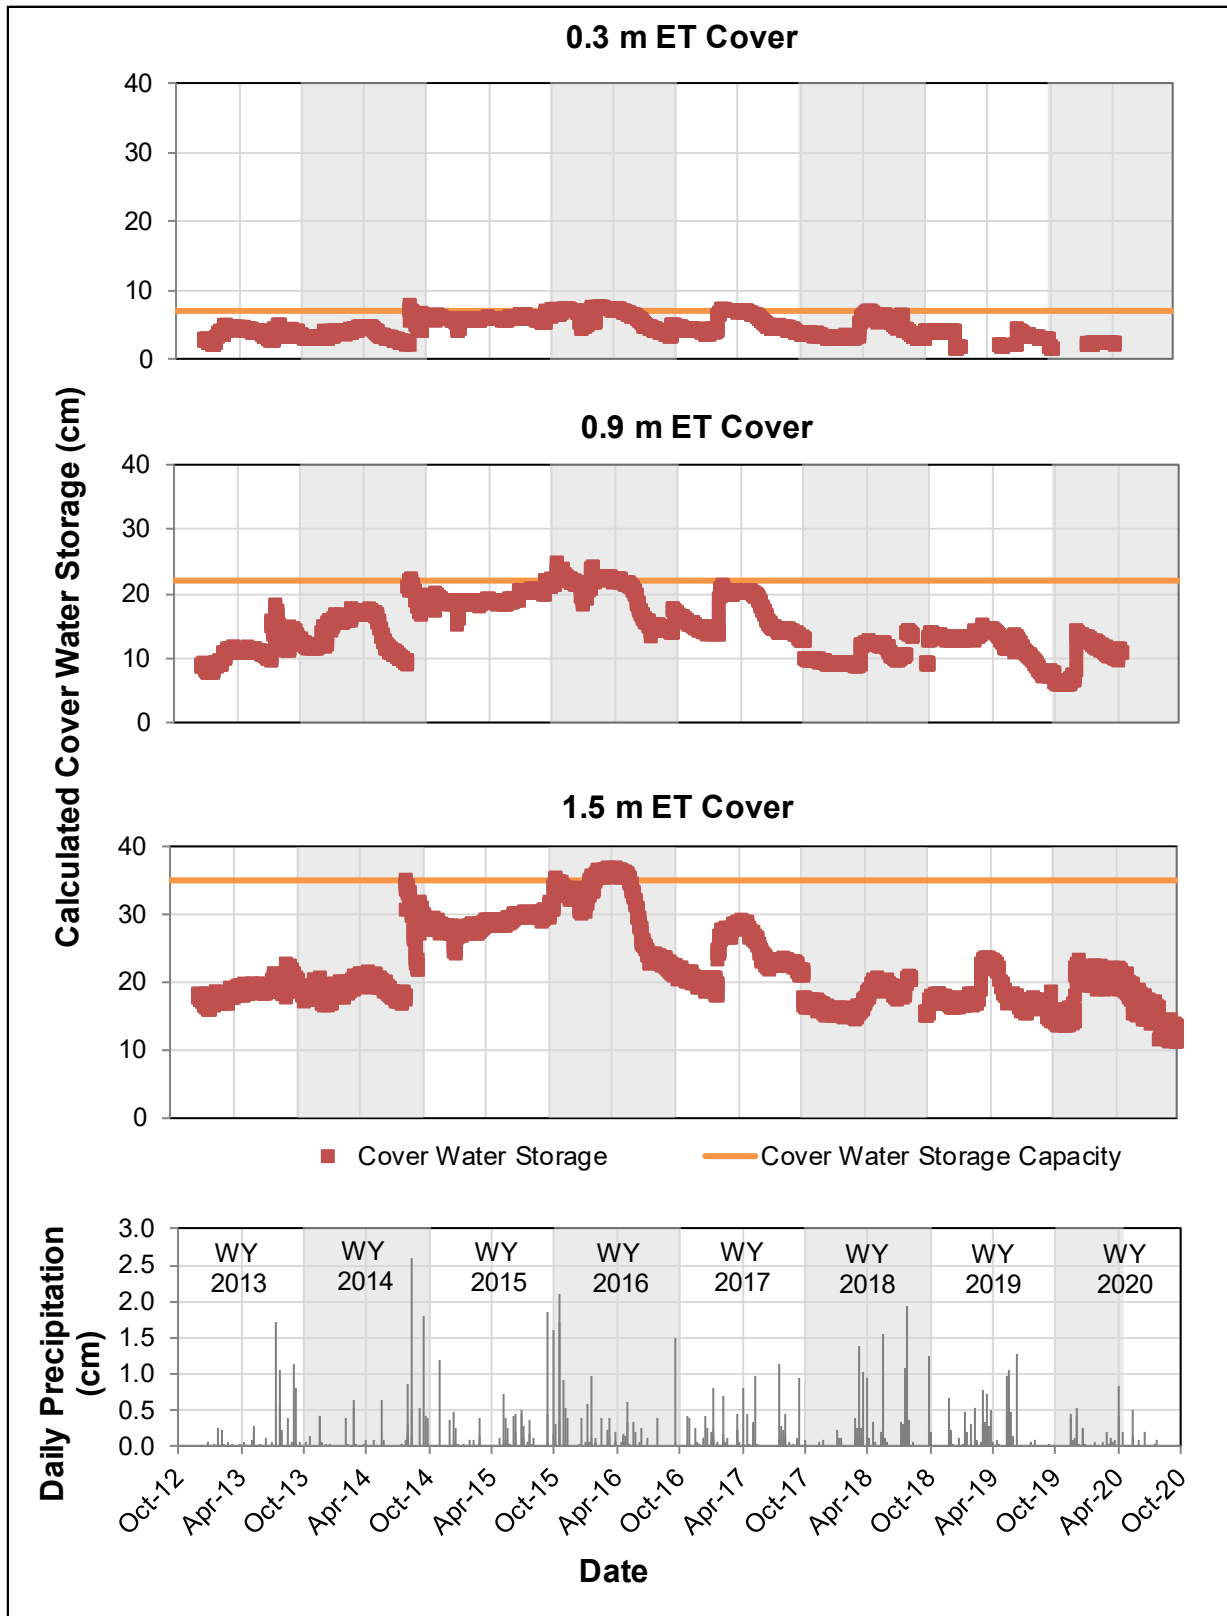 0.3 m ET Cover
40
30
20
10
0
Calculated Cover Water Storage (cm)
0.9 m ET Cover
40
30
20
10
0
1.5 m ET Cover
40
30
20
10
0
Cover Water Storage
Cover Water Storage Capacity
Daily Precipitation
(cm)
3.0
2.5
2.0
1.5
1.0
0.5
0.0
WY
2013
WY
2014
WY
2015
WY
2016
WY
2017
WY
2018
WY
2019
WY
2020
Oct-12
Apr-13
Oct-13
Apr-14
Oct-14
Apr-15
Oct-15
Apr-16
Oct-16
Apr-17
Oct-17
Apr-18
Oct-18
Apr-19
Oct-19
Apr-20
Oct-20
Date